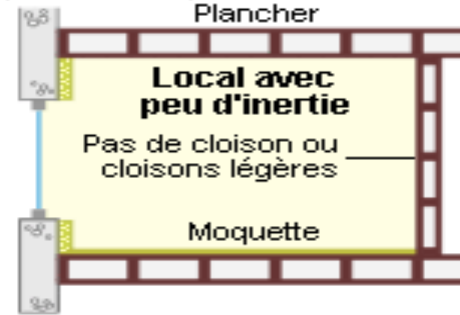 Plancher
Local avec
peu d'inertie
Pas de cloison ou
cloisons légères
Moquette